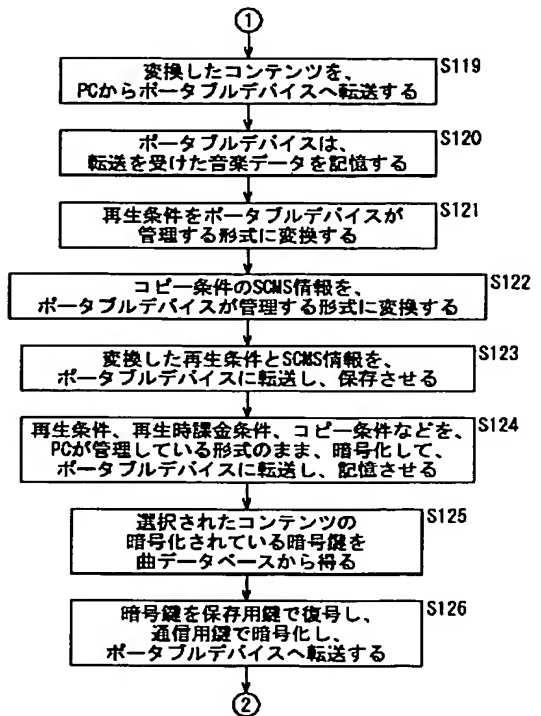 ①
変換したコンテンツを、
PCからポータブルデバイスへ転送する
S119
ポータブルデバイスは、
転送を受けた音楽データを記憶する
S120
再生条件をポータブルデバイスが
管理する形式に変換する
S121
コピー条件のSCMS情報を、
ポータブルデバイスが管理する形式に変換する
S122
変換した再生条件とSCMS情報を、
ポータブルデバイスに転送し、保存させる
S123
再生条件、再生時課金条件、コピー条件などを、
PCが管理している形式のまま、暗号化して、
ポータブルデバイスに転送し、記憶させる
S124
選択されたコンテンツの
暗号化されている暗号鍵を
曲データベースから得る
S125
暗号鍵を保存用鍵で復号し、
通信用鍵で暗号化し、
ポータブルデバイスへ転送する
S126
②